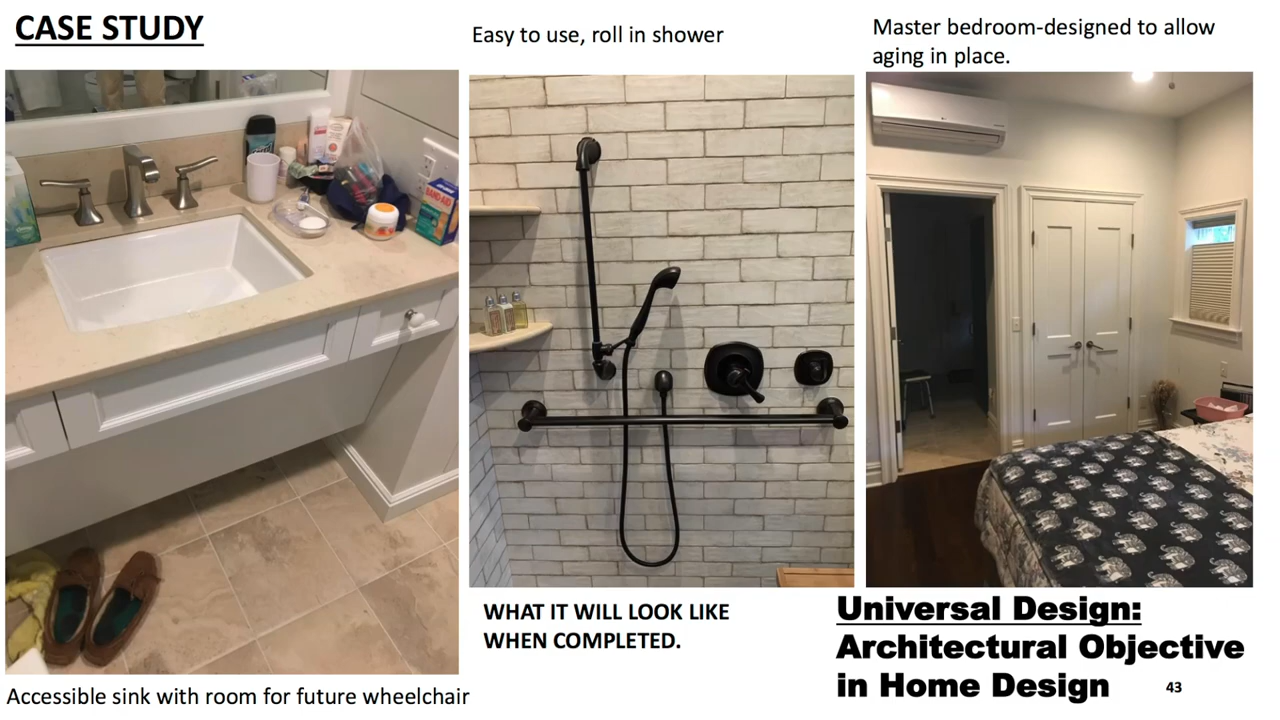 CASE STUDY
Easy to use, roll in shower
Master bedroom-designed to allow
aging in place.
BAND-AID
WHAT IT WILL LOOK LIKE
WHEN COMPLETED.
Universal Design:
Architectural Objective
in Home Design
43
Accessible sink with room for future wheelchair